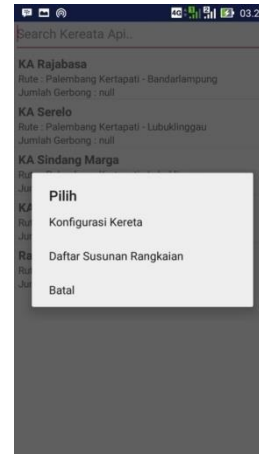 4G
03.2
Search Kereata Api..
KA Rajabasa
Rute : Palembang Kertapati - Bandarlampung
Jumlah Gerbong : null
KA Serelo
Rute : Palembang Kertapati - Lubuklinggau
Jumlah Gerbong : null
KA Sindang Marga
Pilih
Konfigurasi Kereta
Daftar Susunan Rangkaian
Batal